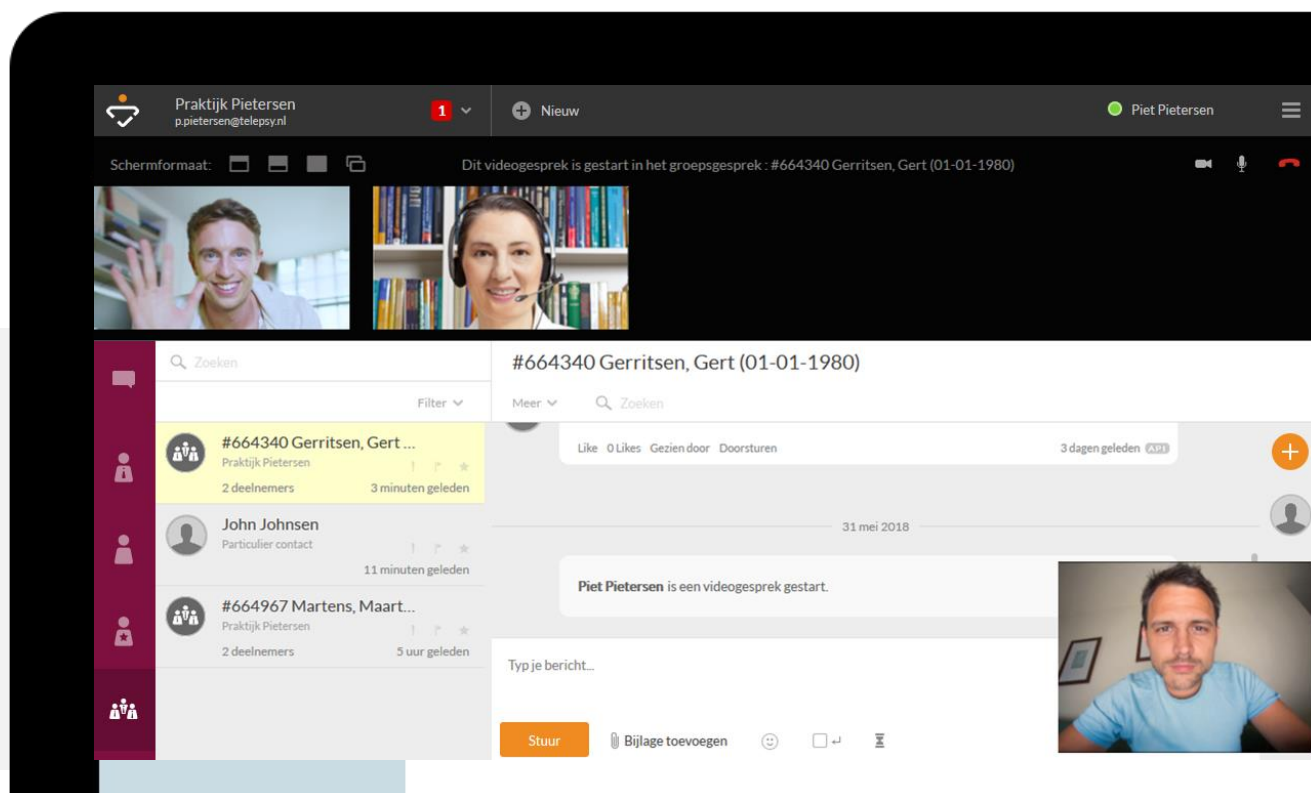 Praktijk Pietersen
p.pietersen@telepsy.nl
1
Nieuw
Piet Pietersen
Schermformaat:
Dit videogesprek is gestart in het groepsgesprek : #664340 Gerritsen, Gert (01-01-1980)
Zoeken
Filter
#664340 Gerritsen, Gert ...
Praktijk Pietersen
2 deelnemers 3 minuten geleden
John Johnsen
Particulier contact
11 minuten geleden
#664967 Martens, Maart...
Praktijk Pietersen
2 deelnemers 5 uur geleden
#664340 Gerritsen, Gert (01-01-1980)
Meer Zoeken
Like 0 Likes Gezien door Doorsturen 3 dagen geleden API
31 mei 2018
Piet Pietersen is een videogesprek gestart.
Typ je bericht...
Stuur Bijlage toevoegen